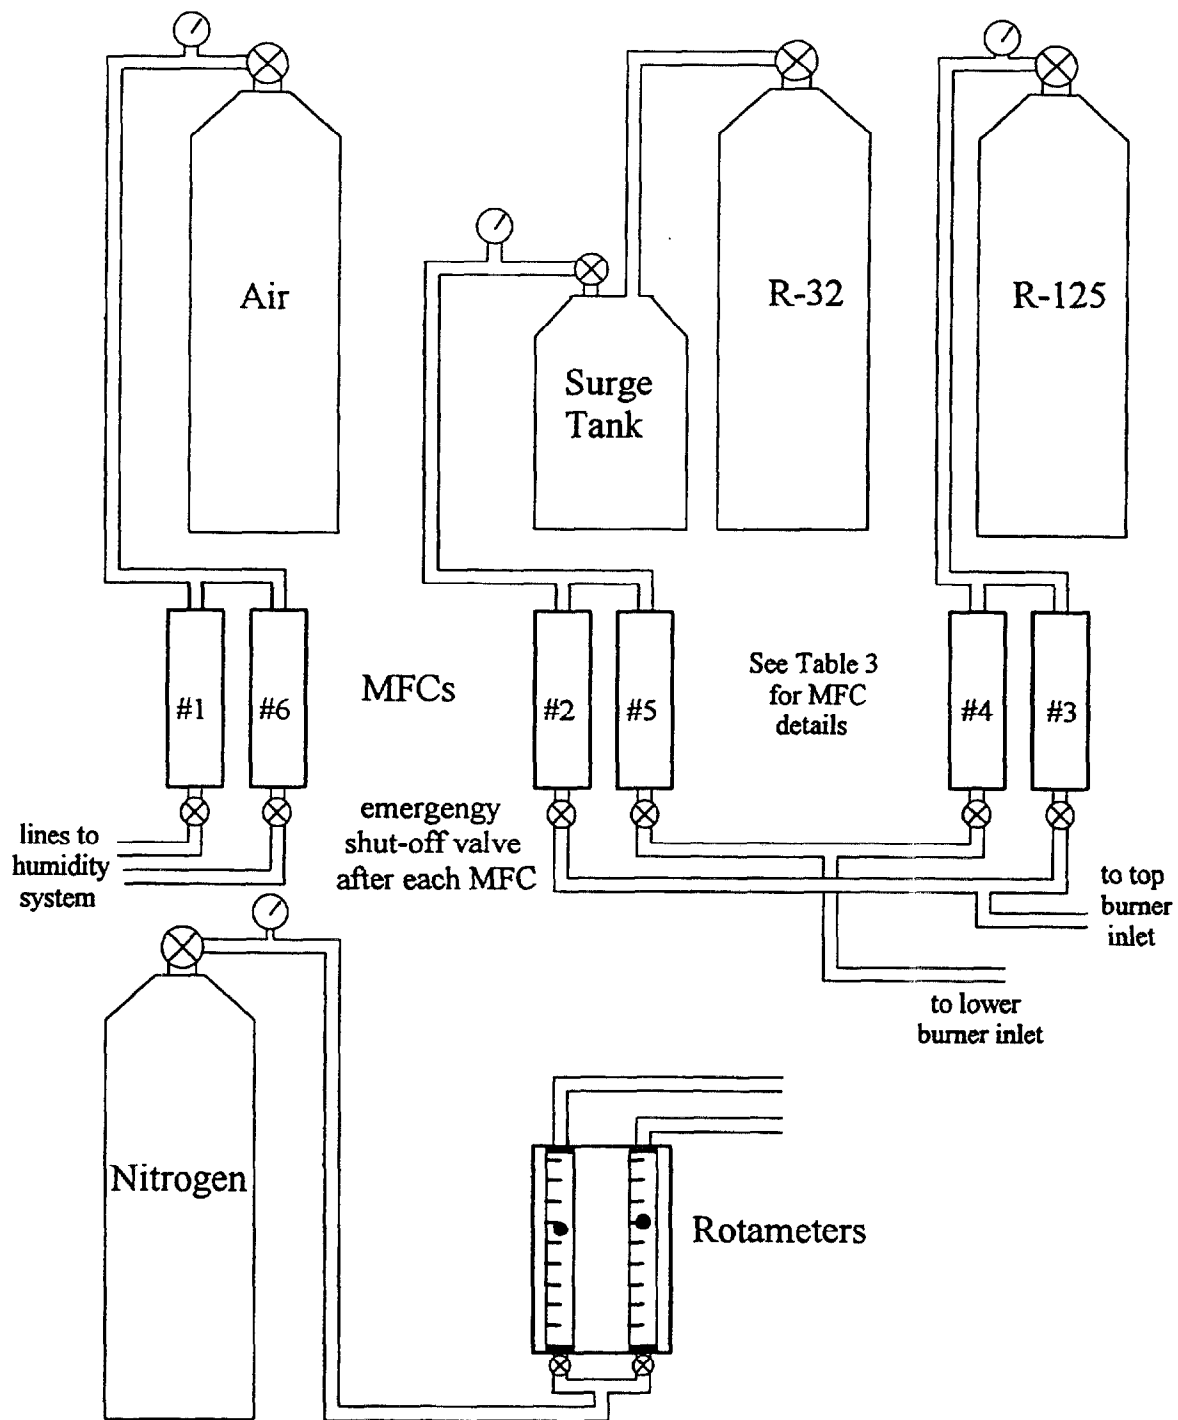 Air
Surge
Tank
R-32
R-125
#1
#6
MFCs
#2
#5
See Table 3
for MFC
details
#4
#3
lines to
humidity
system
emergengy
shut-off valve
after each MFC
to top
burner
inlet
to lower
burner inlet
Nitrogen
Rotameters